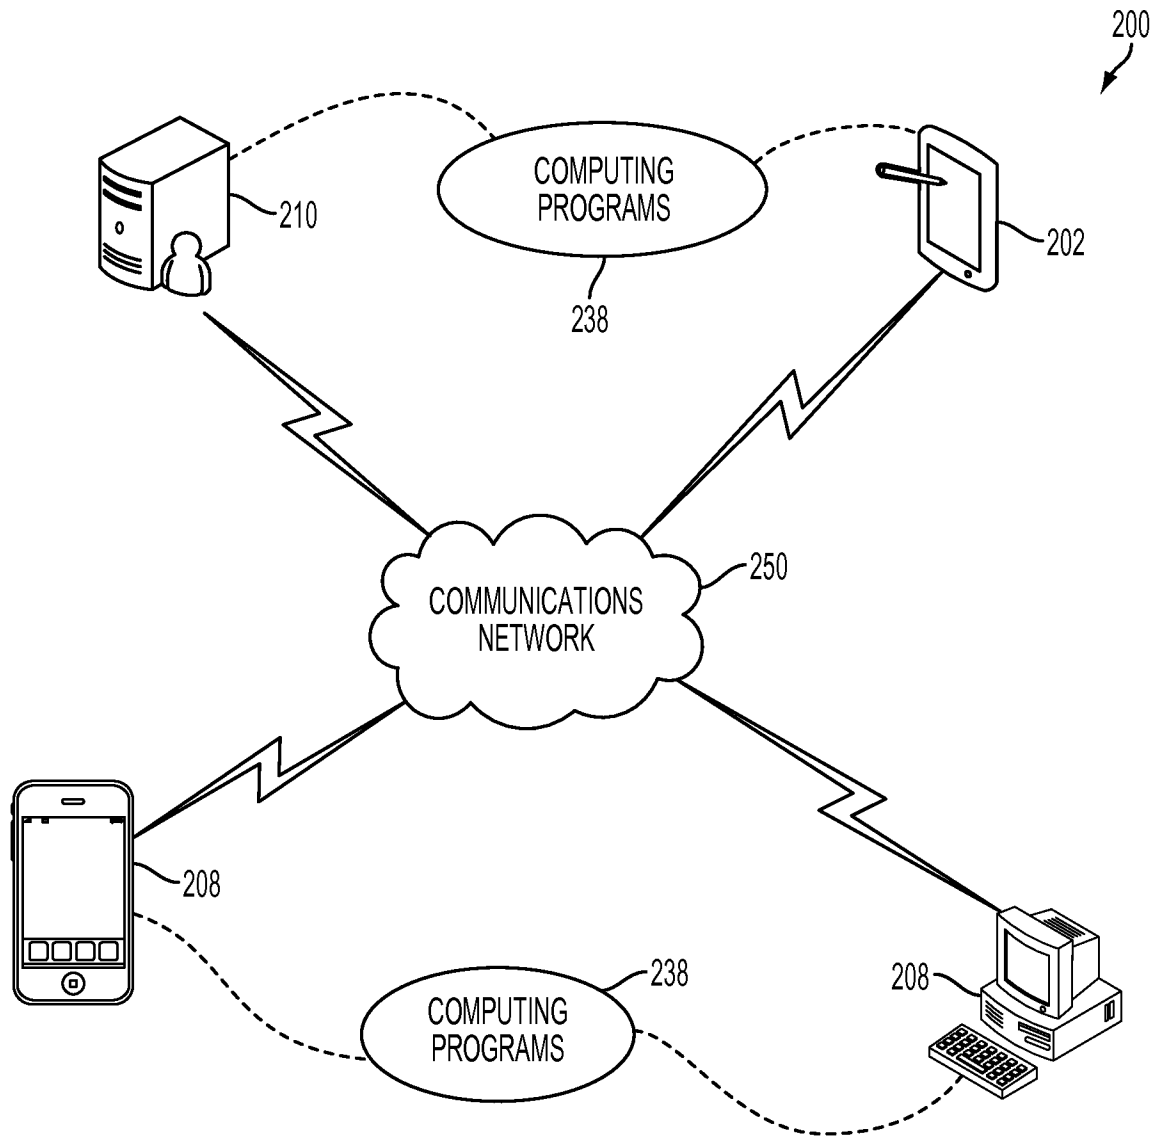 200
COMPUTING
PROGRAMS
210
202
238
250
COMMUNICATIONS
NETWORK
208
238
208
COMPUTING
PROGRAMS